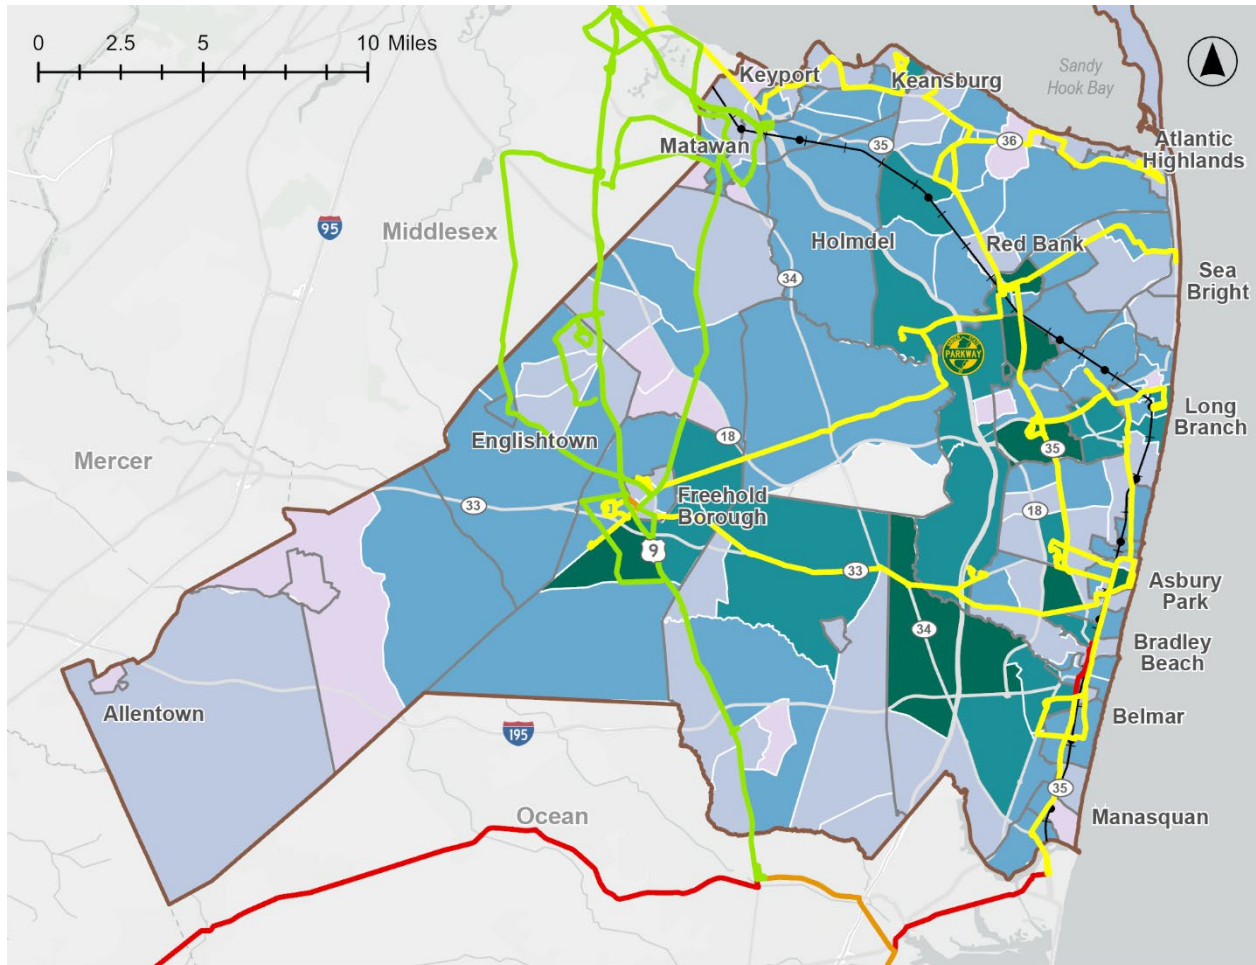 0 2.5 5 10 Miles
Sandy
Hook Bay
Keyport
Keansburg
36
35
Matawan
Atlantic
Highlands
95
Middlesex
Holmdel
Red Bank
34
Sea
Bright
PARKWAY
Englishtown
18
Long
Branch
35
Mercer
33
Freehold
Borough
18
9
33
Asbury
Park
34
Bradley
Beach
Allentown
Belmar
195
35
Ocean
Manasquan